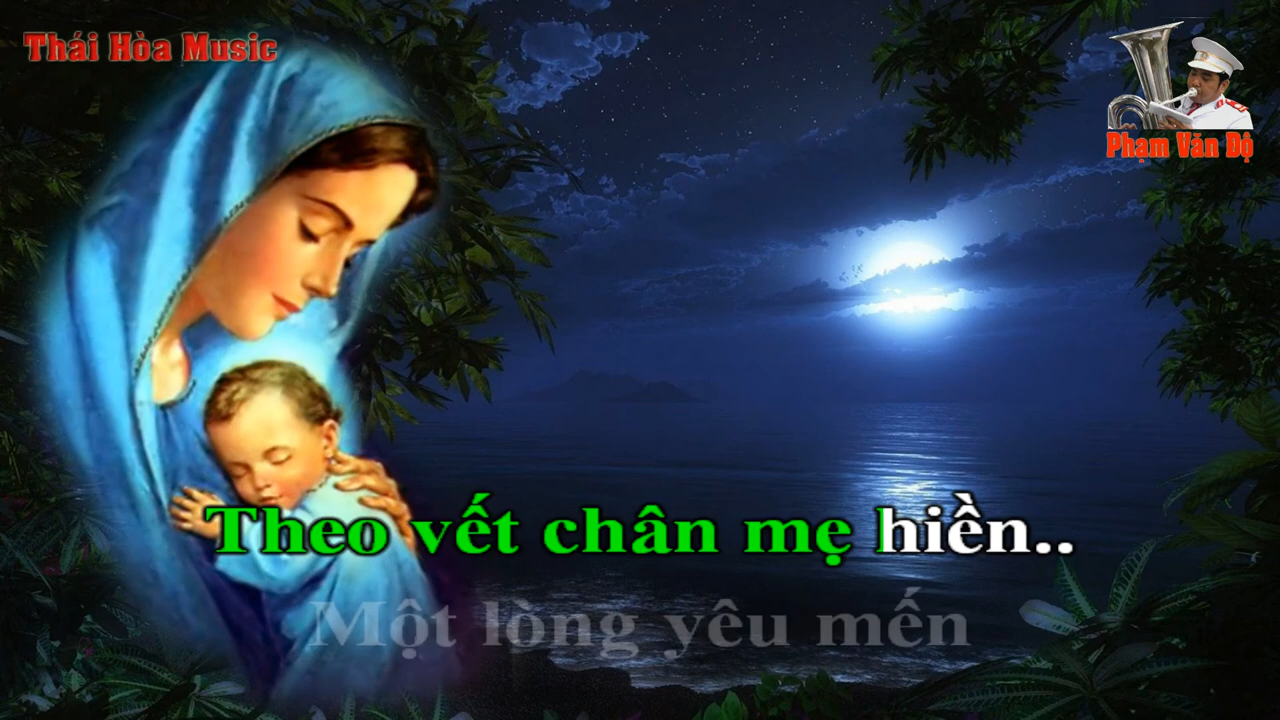 Thái Hòa Music
Phạm Văn Độ
Theo vết chân mẹ hiền..
Một lòng yêu mến